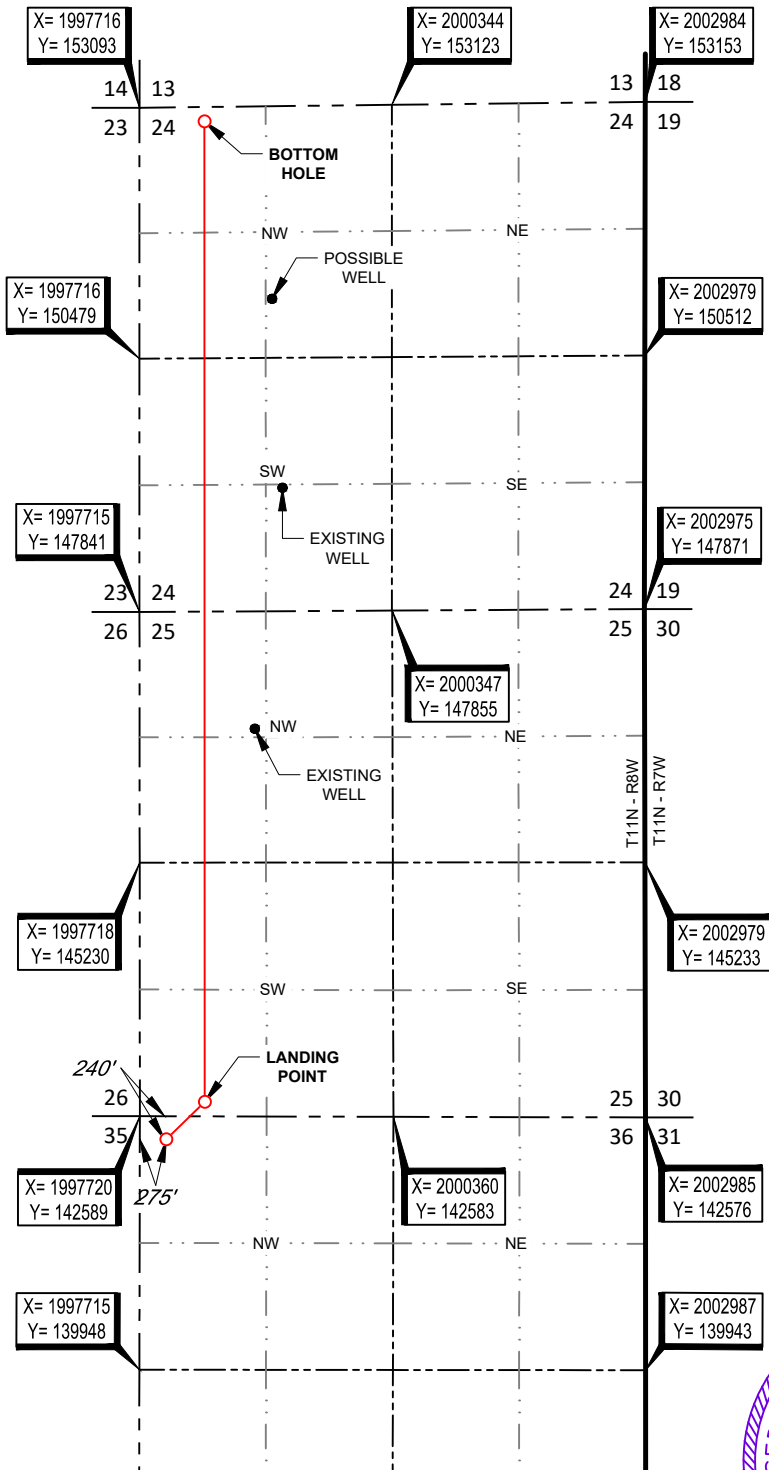 X= 1997716
Y= 153093
X= 2000344
Y= 153123
X= 2002984
Y= 153153
14 13
13 18
23 24
24 19
BOTTOM
HOLE
NW
NE
POSSIBLE
WELL
X= 1997716
Y= 150479
X= 2002979
Y= 150512
SW
SE
EXISTING
WELL
X= 1997715
Y= 147841
X= 2002975
Y= 147871
23 24
24 19
26 25
25 30
X= 2000347
Y= 147855
NW
NE
EXISTING
WELL
T11N - R8W
T11N - R7W
X= 1997718
Y= 145230
X= 2002979
Y= 145233
SW
SE
LANDING
POINT
240'
26
25 30
35
36 31
275'
X= 1997720
Y= 142589
X= 2000360
Y= 142583
X= 2002985
Y= 142576
NW
NE
X= 1997715
Y= 139948
X= 2002987
Y= 139943